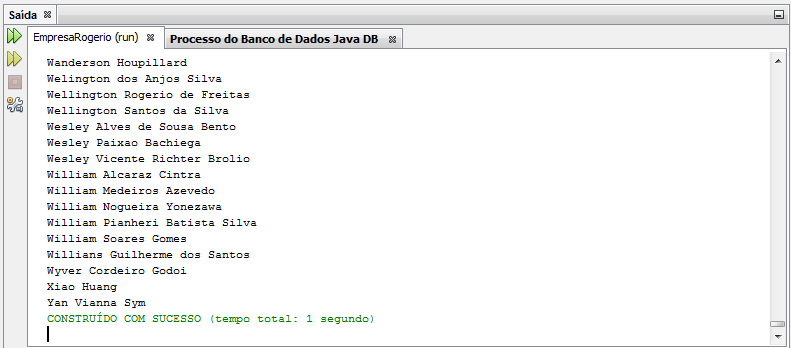 Saída
EmpresaRogerio (run)
Processo do Banco de Dados Java DB
Wanderson Houpillard
Welington dos Anjos Silva
Wellington Rogerio de Freitas
Wellington Santos da Silva
Wesley Alves de Sousa Bento
Wesley Paixao Bachiega
Wesley Vicente Richter Brolio
William Alcaraz Cintra
William Medeiros Azevedo
William Nogueira Yonezawa
William Pianheri Batista Silva
William Soares Gomes
Willians Guilherme dos Santos
Wyver Cordeiro Godoi
Xiao Huang
Yan Vianna Sym
CONSTRUÍDO COM SUCESSO (tempo total: 1 segundo)